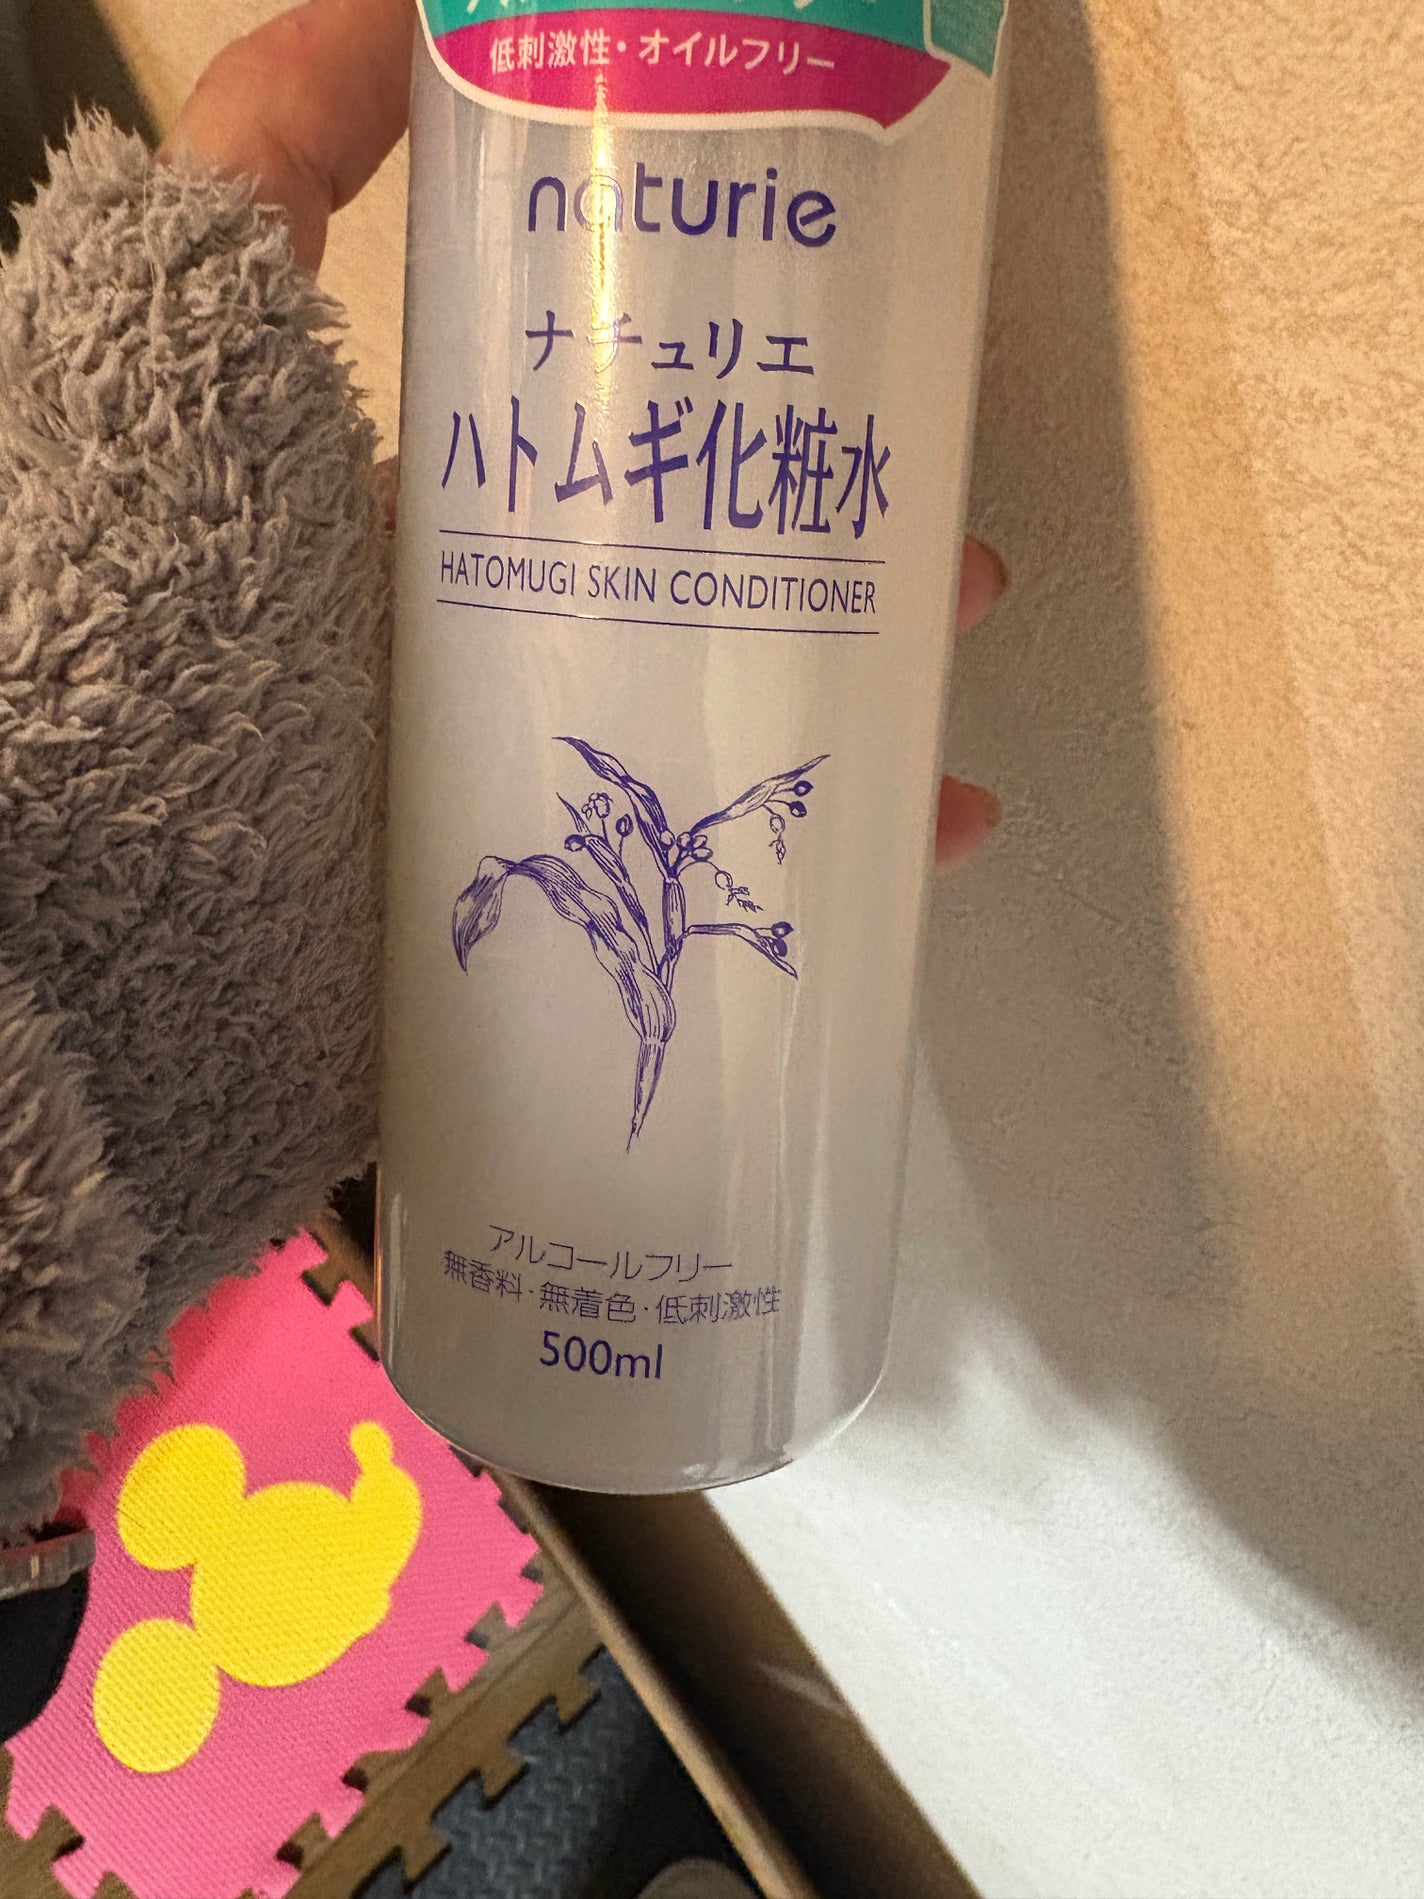 低刺激性・オイルフリー
naturie
ナチュリエ
ハトムギ化粧水
HATOMUGI SKIN CONDITIONER
アルコールフリー
無香料・無着色・低刺激性
500ml